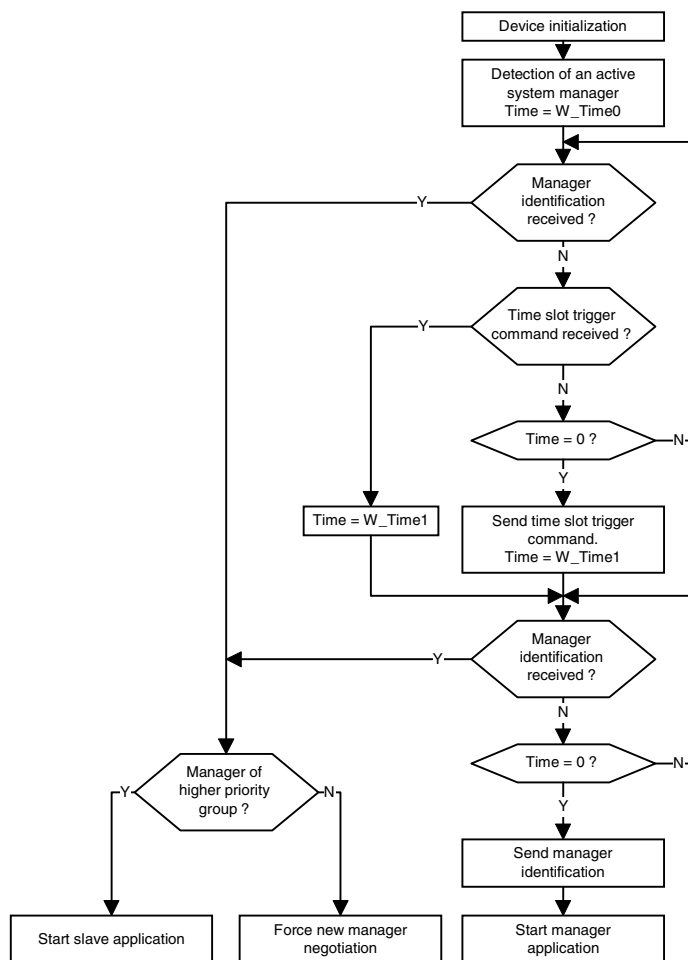 Device initialization
Detection of an active
system manager
Time = W_Time0
Manager
identification
received ?
Y
N
Time slot trigger
command received ?
Y
N
Time = 0 ?
N
Y
Time = W_Time1
Send time slot trigger
command.
Time = W_Time1
Manager
identification
received ?
Y
N
Time = 0 ?
N
Y
Manager of
higher priority
group ?
Y
N
Send manager
identification
Start slave application
Force new manager
negotiation
Start manager
application